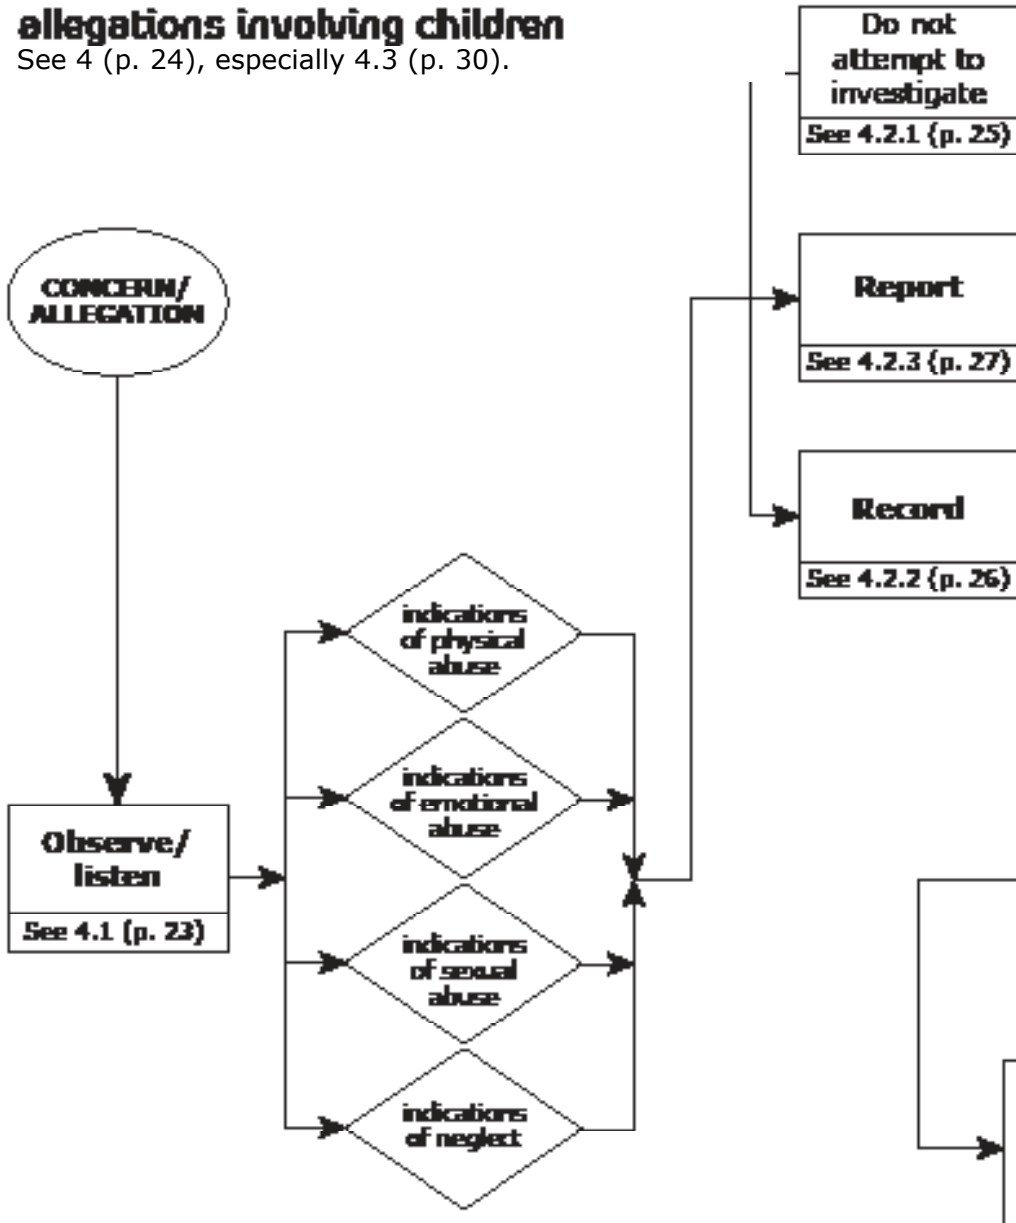 allegations involving children
See 4 (p. 24), especially 4.3 (p. 30).
Do not
attempt to
investigate
See 4.2.1 (p. 25)
Report
See 4.2.3 (p. 27)
Record
See 4.2.2 (p. 26)
CONCERN/
ALLEGATION
Observe/
listen
See 4.1 (p. 23)
indications
of physical
abuse
indications
of emotional
abuse
indications
of sexual
abuse
indications
of neglect